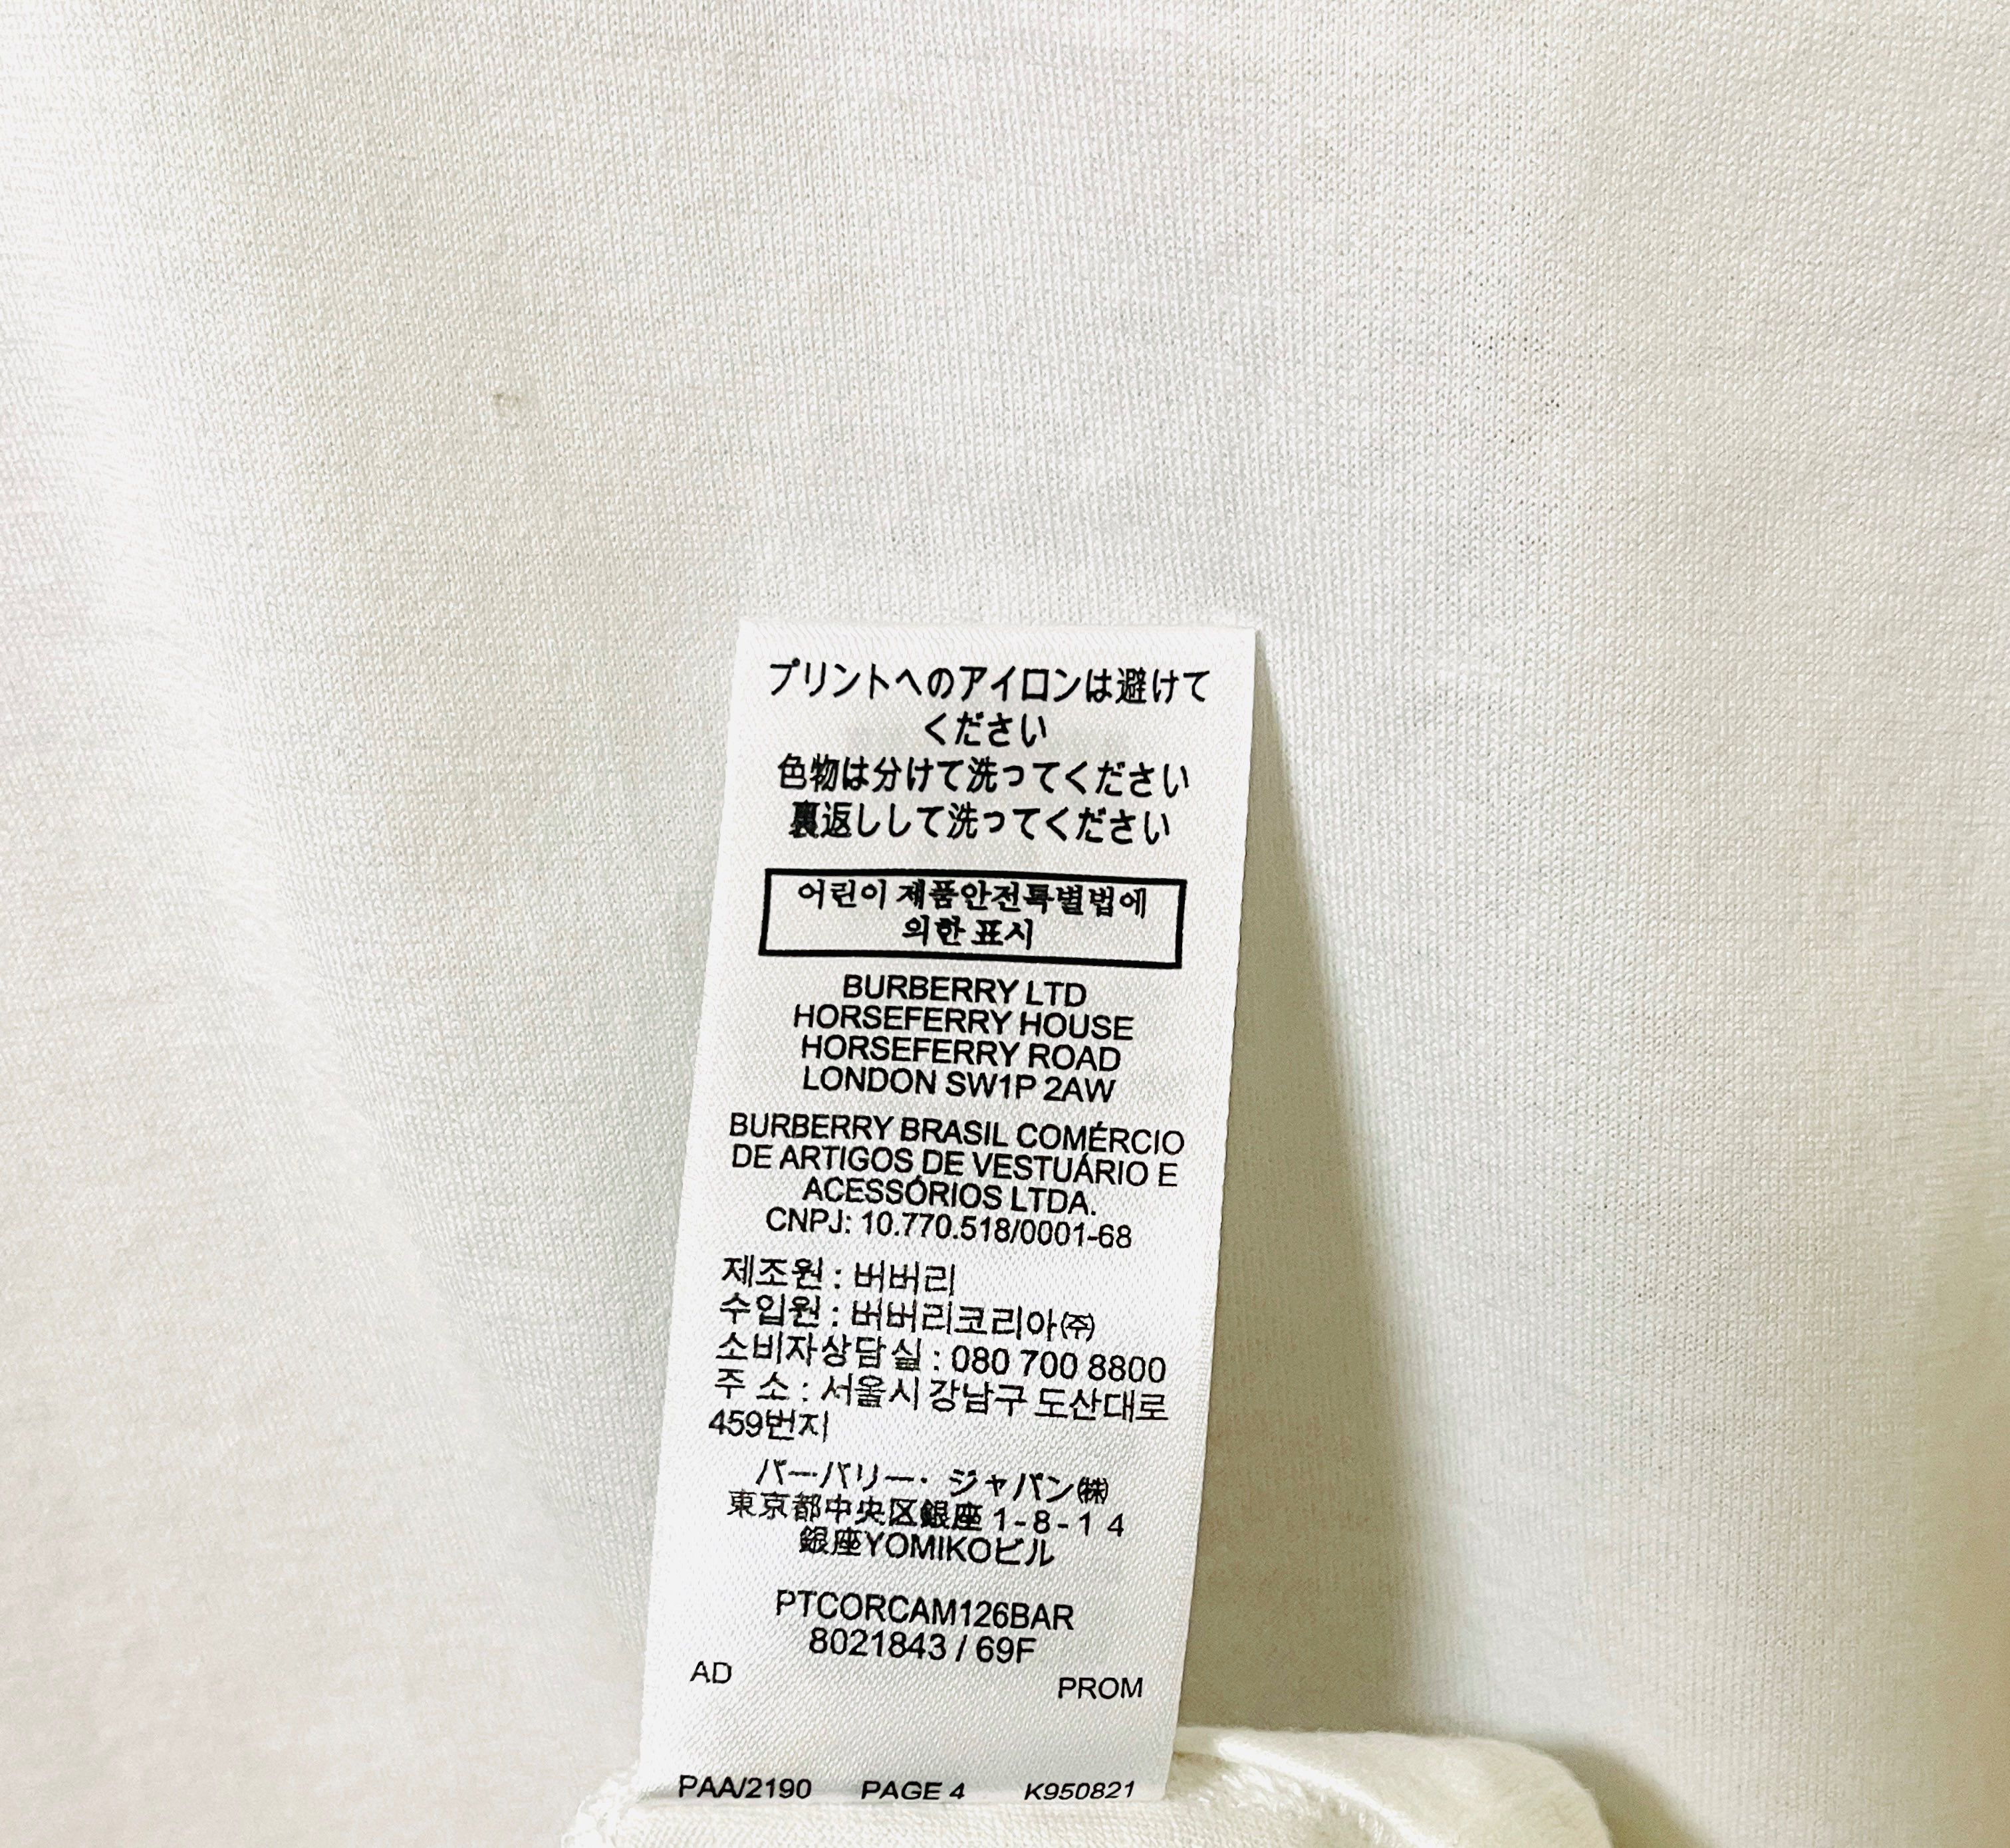 プリントへのアイロンは避けて
ください
色物は分けて洗ってください
裏返しして洗ってください
어린이 제품안전특별법에
의한 표시
BURBERRY LTD
HORSEFERRY HOUSE
HORSEFERRY ROAD
LONDON SW1P 2AW
BURBERRY BRASIL COMÉRCIO
DE ARTIGOS DE VESTUÁRIO E
ACESSÓRIOS LTDA.
CNPJ: 10.770.518/0001-68
제조원 : 버버리
수입원 : 버버리코리아㈜
소비자상담실 : 080 700 8800
주 소 : 서울시 강남구 도산대로
459번지
バーバリー・ジャパン㈱
東京都中央区銀座1-8-14
銀座YOMIKOビル
PTCORCAM126BAR
8021843 / 69F
AD PROM
PAA/2190 PAGE 4 K950821